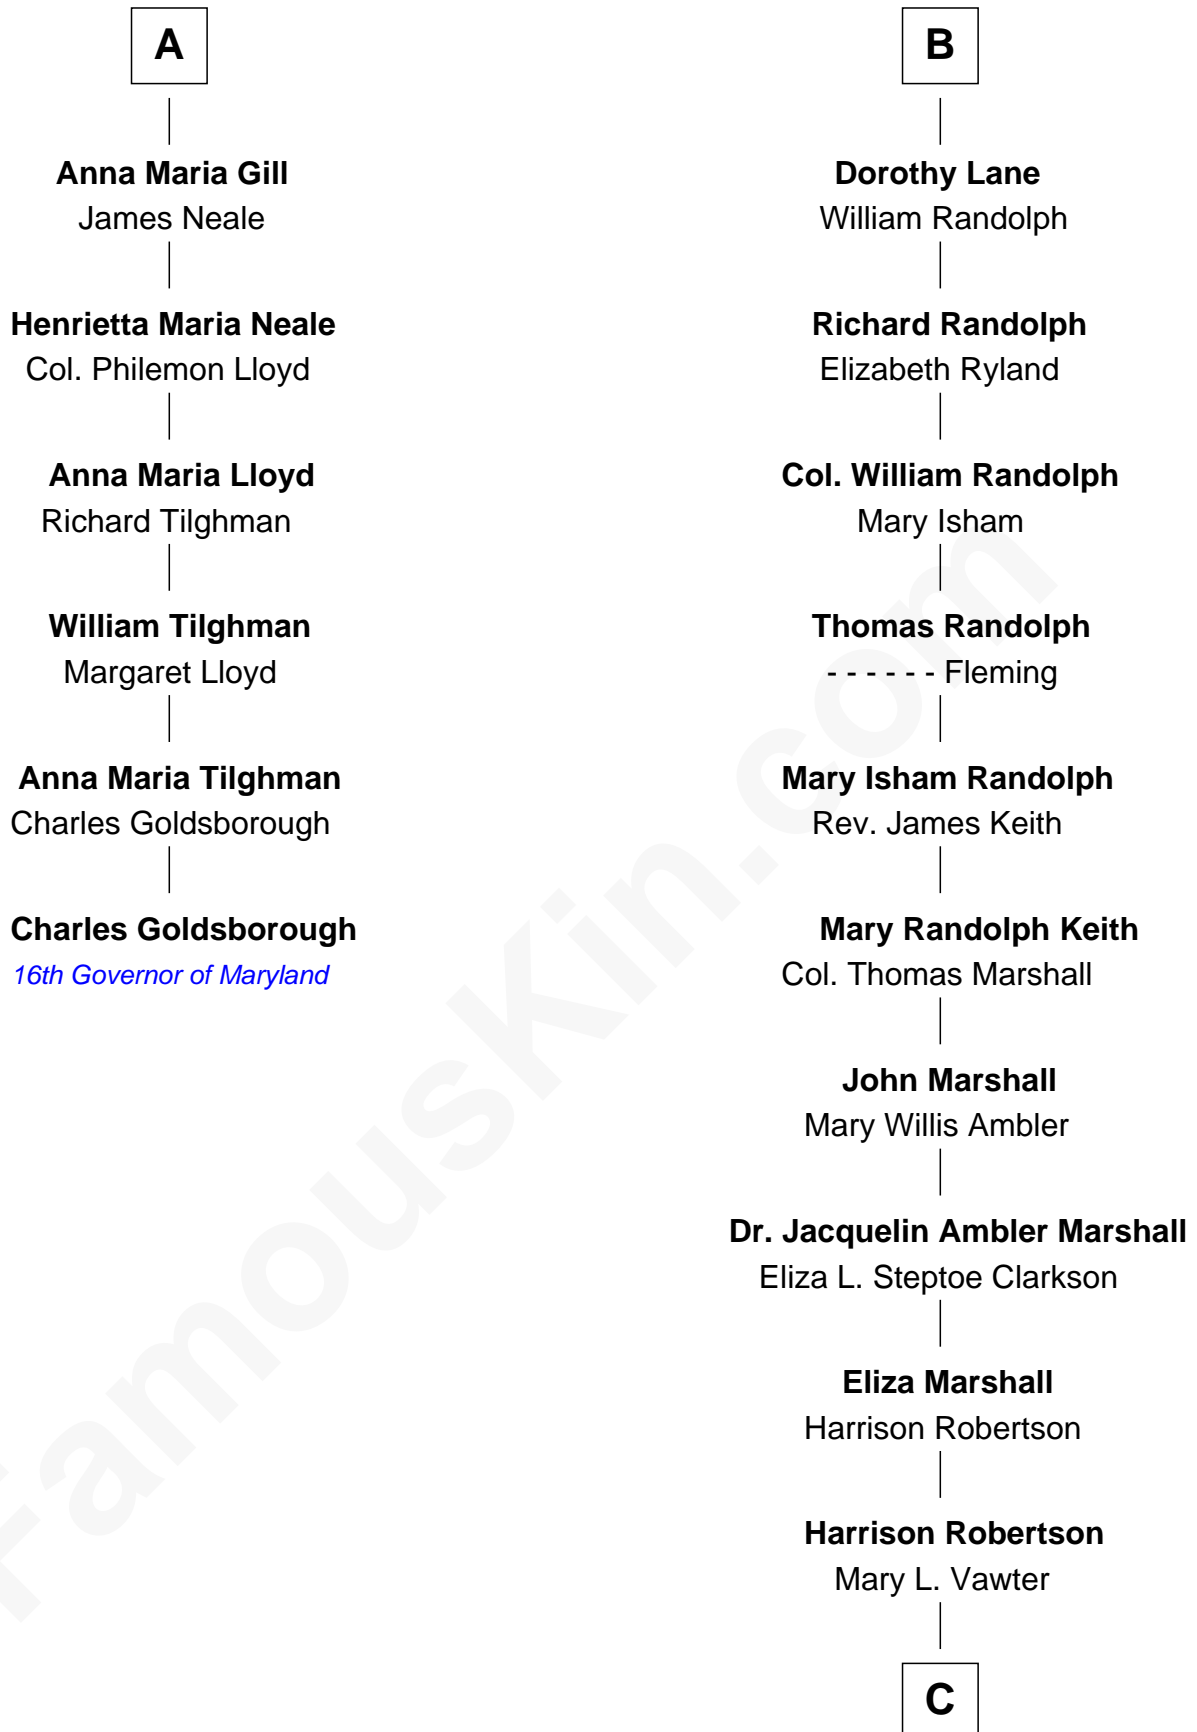 A
Anna Maria Gill
James Neale
Henrietta Maria Neale
Col. Philemon Lloyd
Anna Maria Lloyd
Richard Tilghman
William Tilghman
Margaret Lloyd
Anna Maria Tilghman
Charles Goldsborough
Charles Goldsborough
16th Governor of Maryland
B
Dorothy Lane
William Randolph
Richard Randolph
Elizabeth Ryland
Col. William Randolph
Mary Isham
Thomas Randolph
- - - - - - Fleming
Mary Isham Randolph
Rev. James Keith
Mary Randolph Keith
Col. Thomas Marshall
John Marshall
Mary Willis Ambler
Dr. Jacquelin Ambler Marshall
Eliza L. Steptoe Clarkson
Eliza Marshall
Harrison Robertson
Harrison Robertson
Mary L. Vawter
C
FamousKin.com